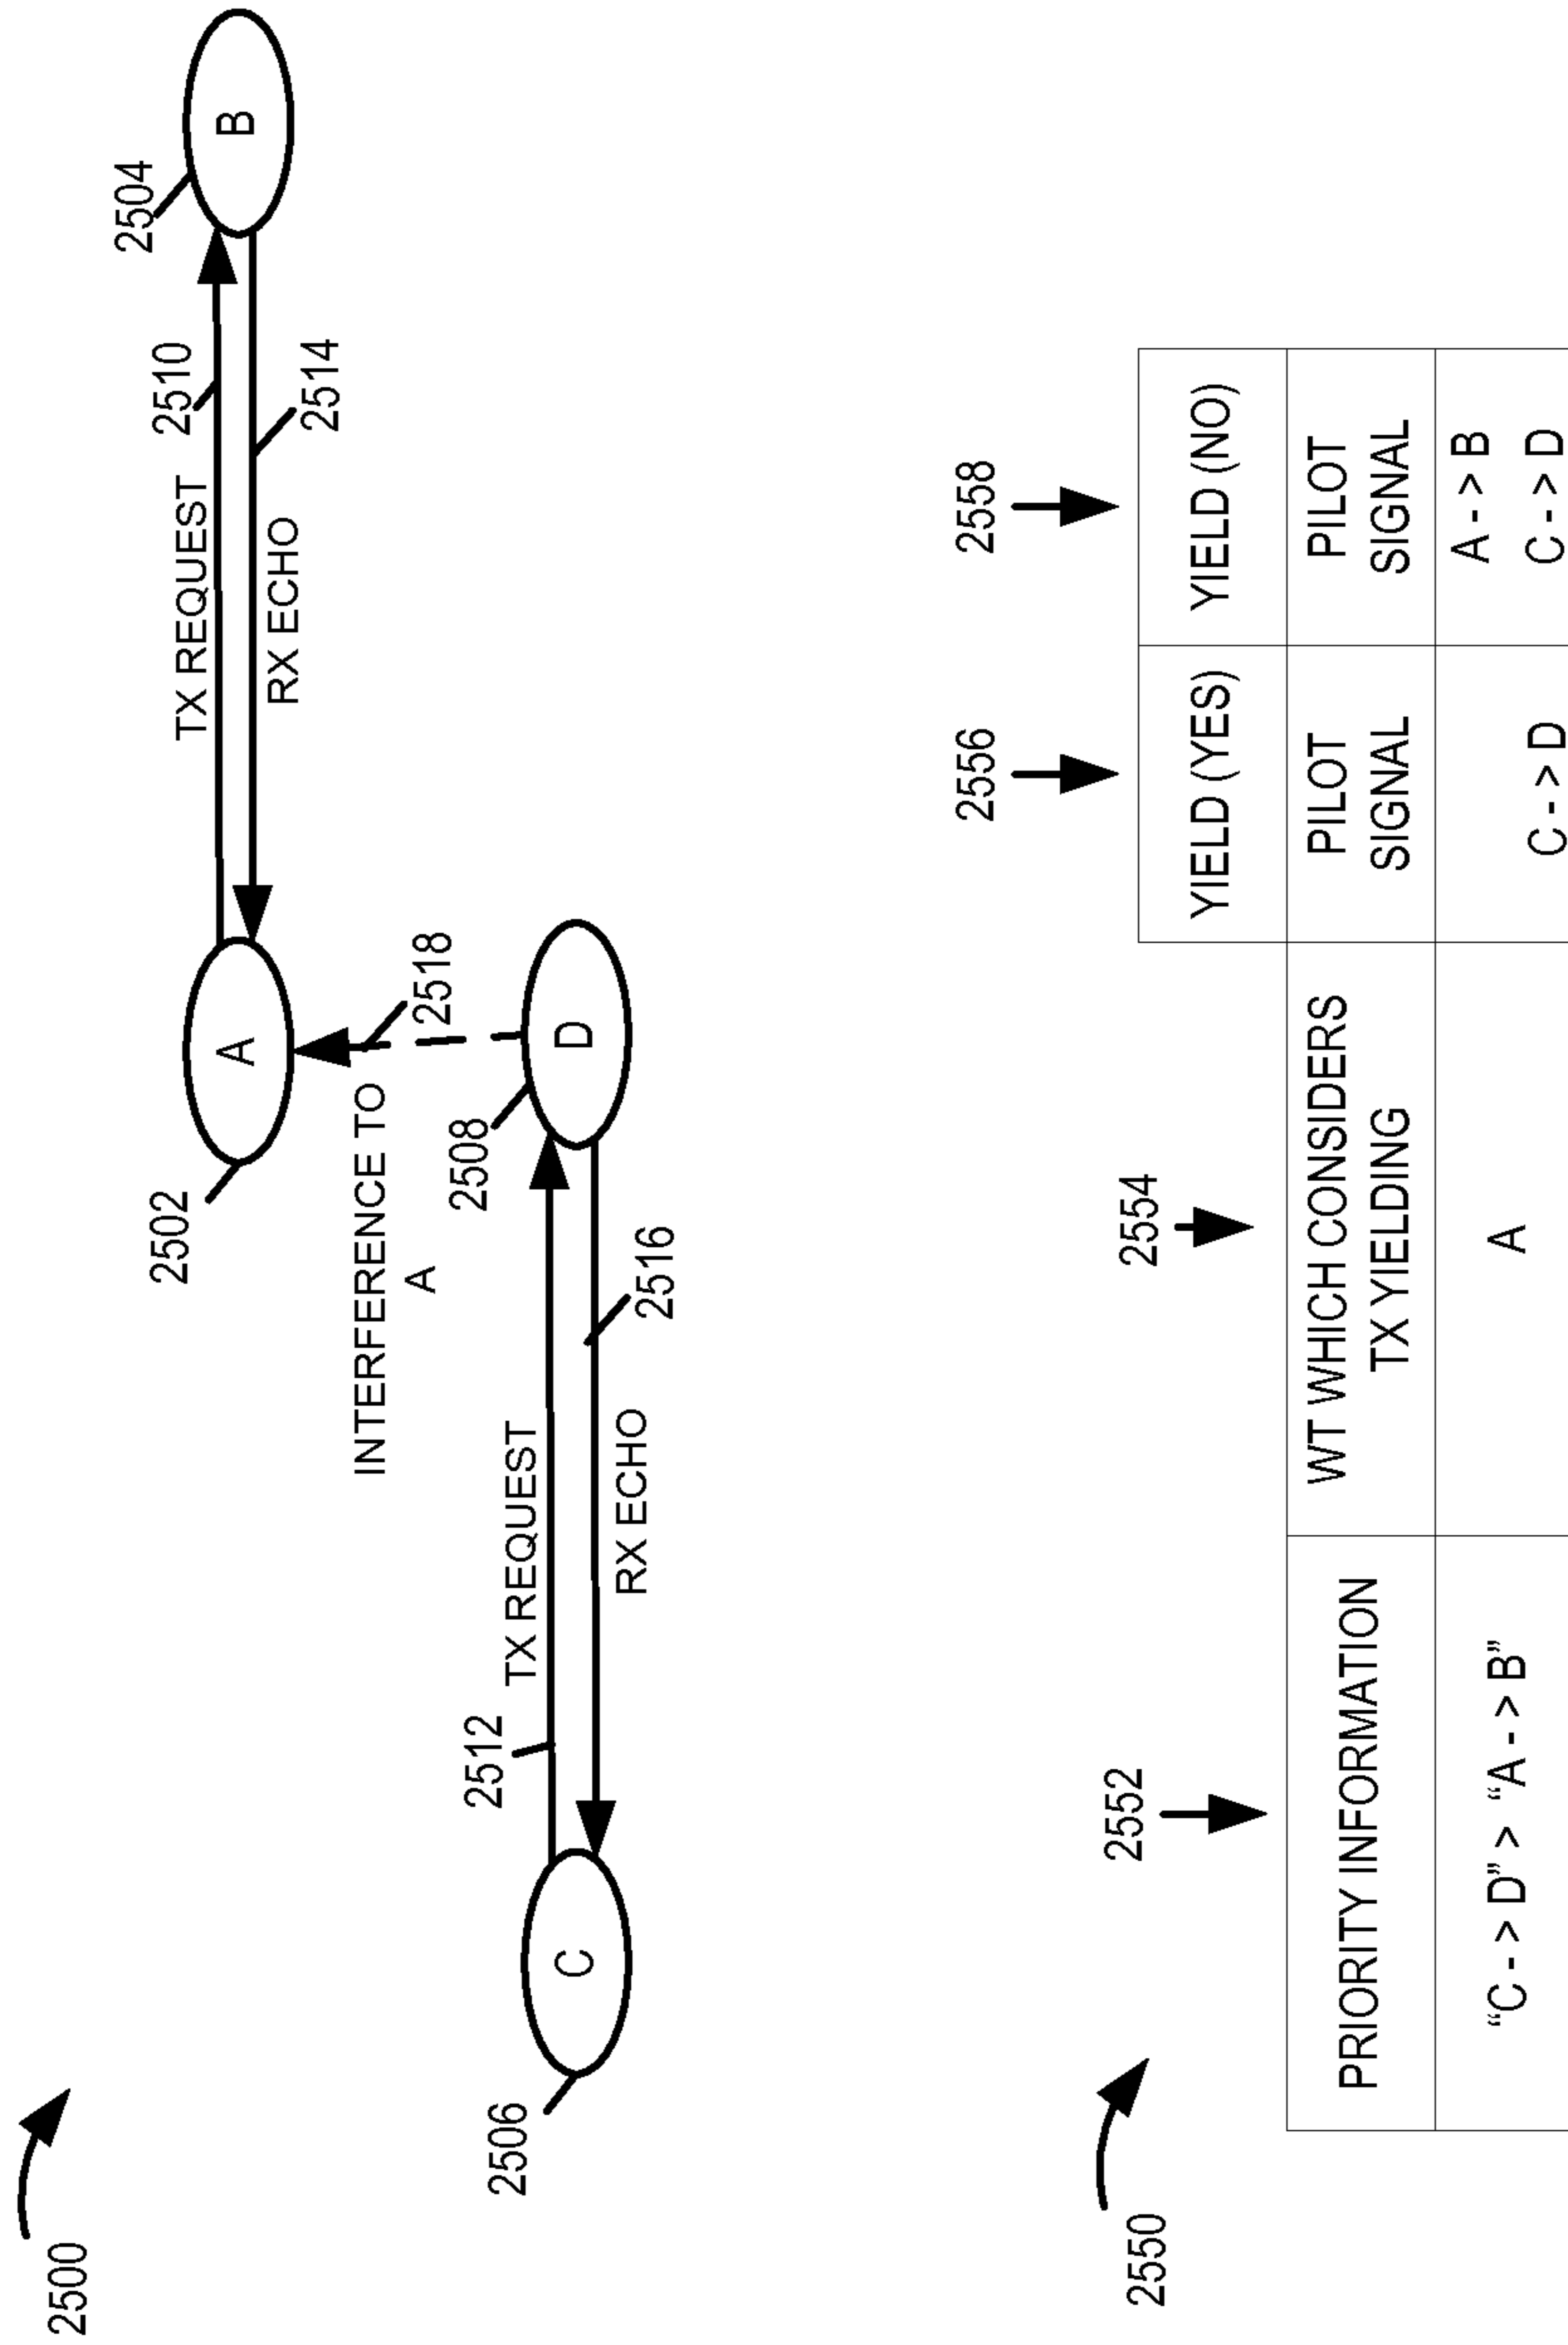 2500
2502
A
2510
TX REQUEST
2504
B
RX ECHO
2514
INTERFERENCE TO
A
2518
2506
C
2512
TX REQUEST
2508
D
RX ECHO
2516
2550
2552
2554
2556
2558
YIELD (YES)
YIELD (NO)
PRIORITY INFORMATION
WT WHICH CONSIDERS
TX YIELDING
PILOT
SIGNAL
PILOT
SIGNAL
“C - > D” > “A - > B”
A
C - > D
A - > B
C - > D